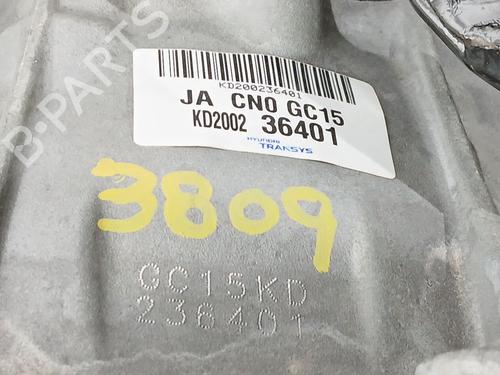 B-PARTS
KD200236401
JA CN0 GC15
KD2002 36401
HYUNDAI
TRANSYS
3809
GC15KD
236401